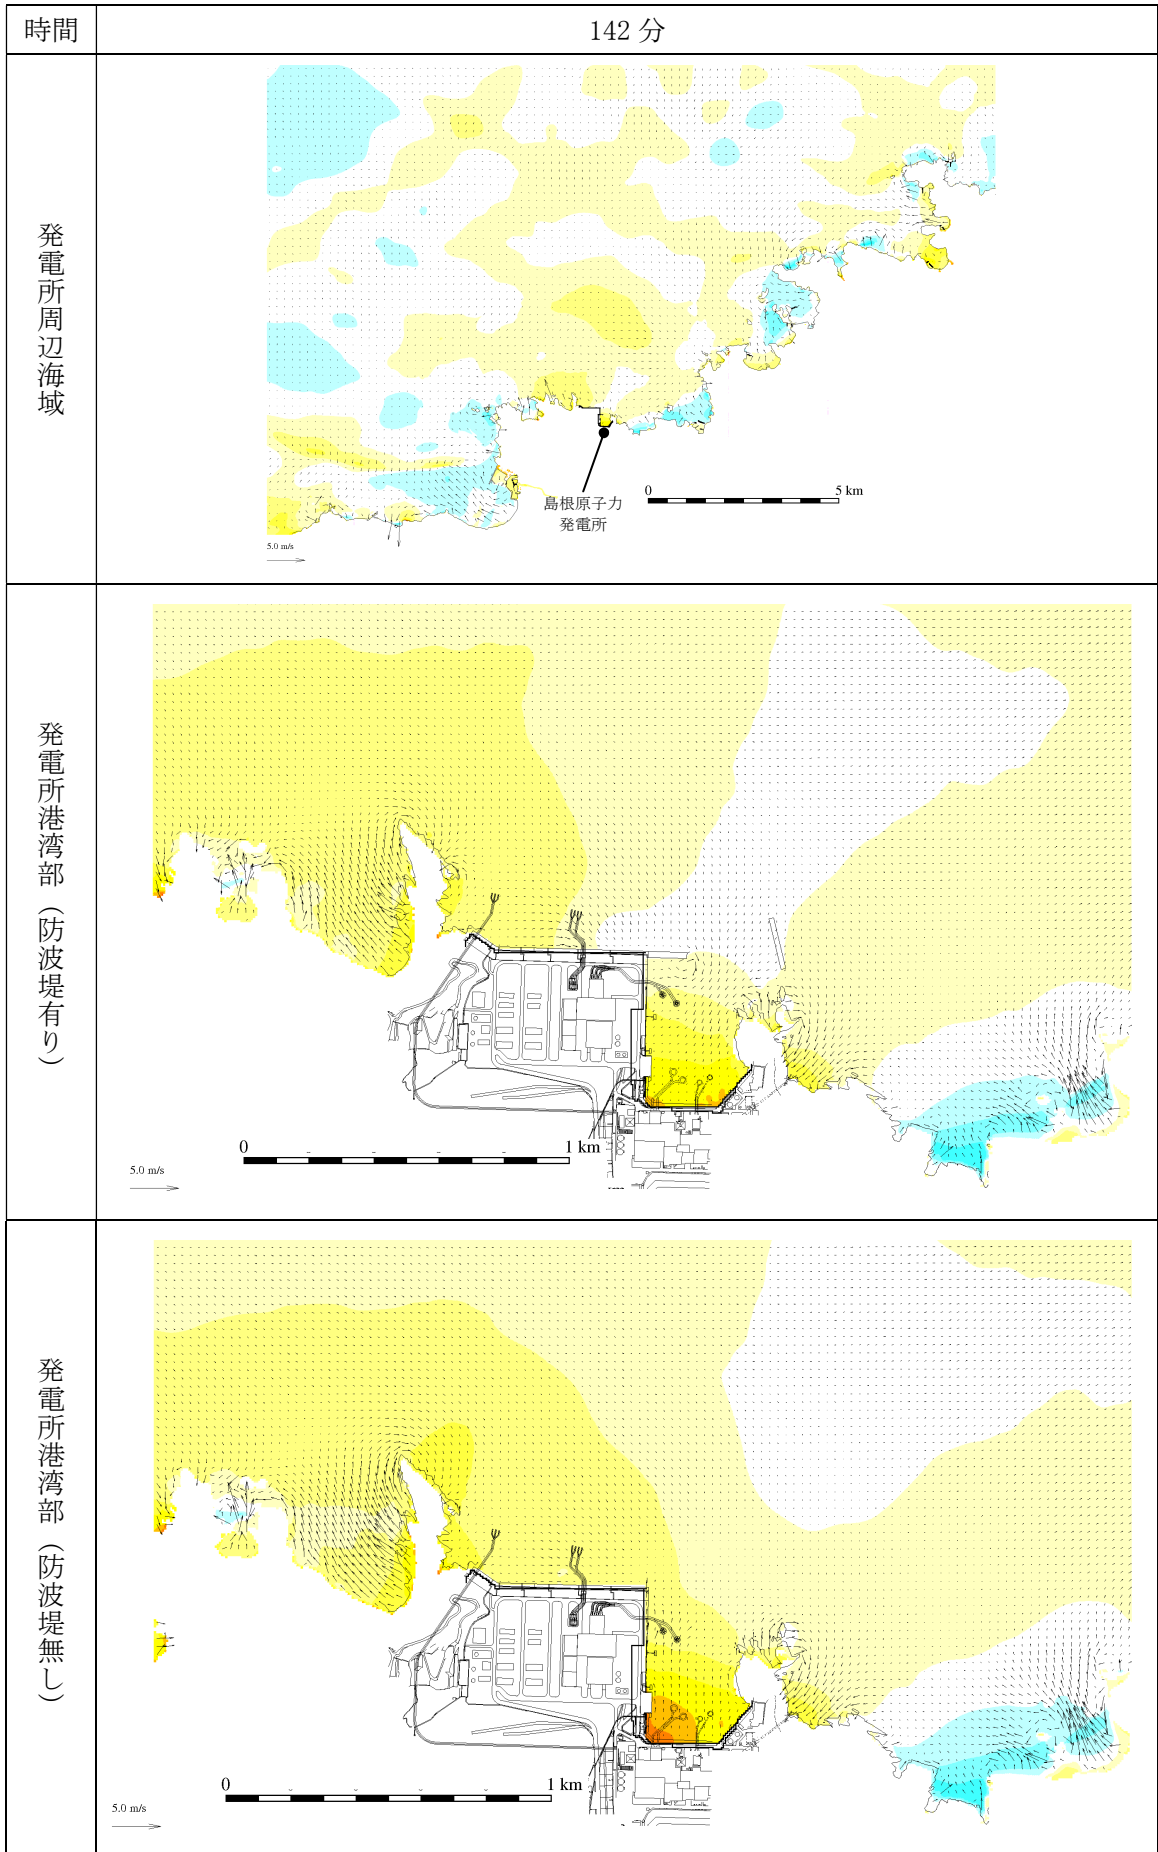 時間
142 分
発電所周辺海域
島根原子力
発電所
0
5 km
5.0 m/s
発電所港湾部（防波堤有り）
0
1 km
5.0 m/s
発電所港湾部（防波堤無し）
0
1 km
5.0 m/s